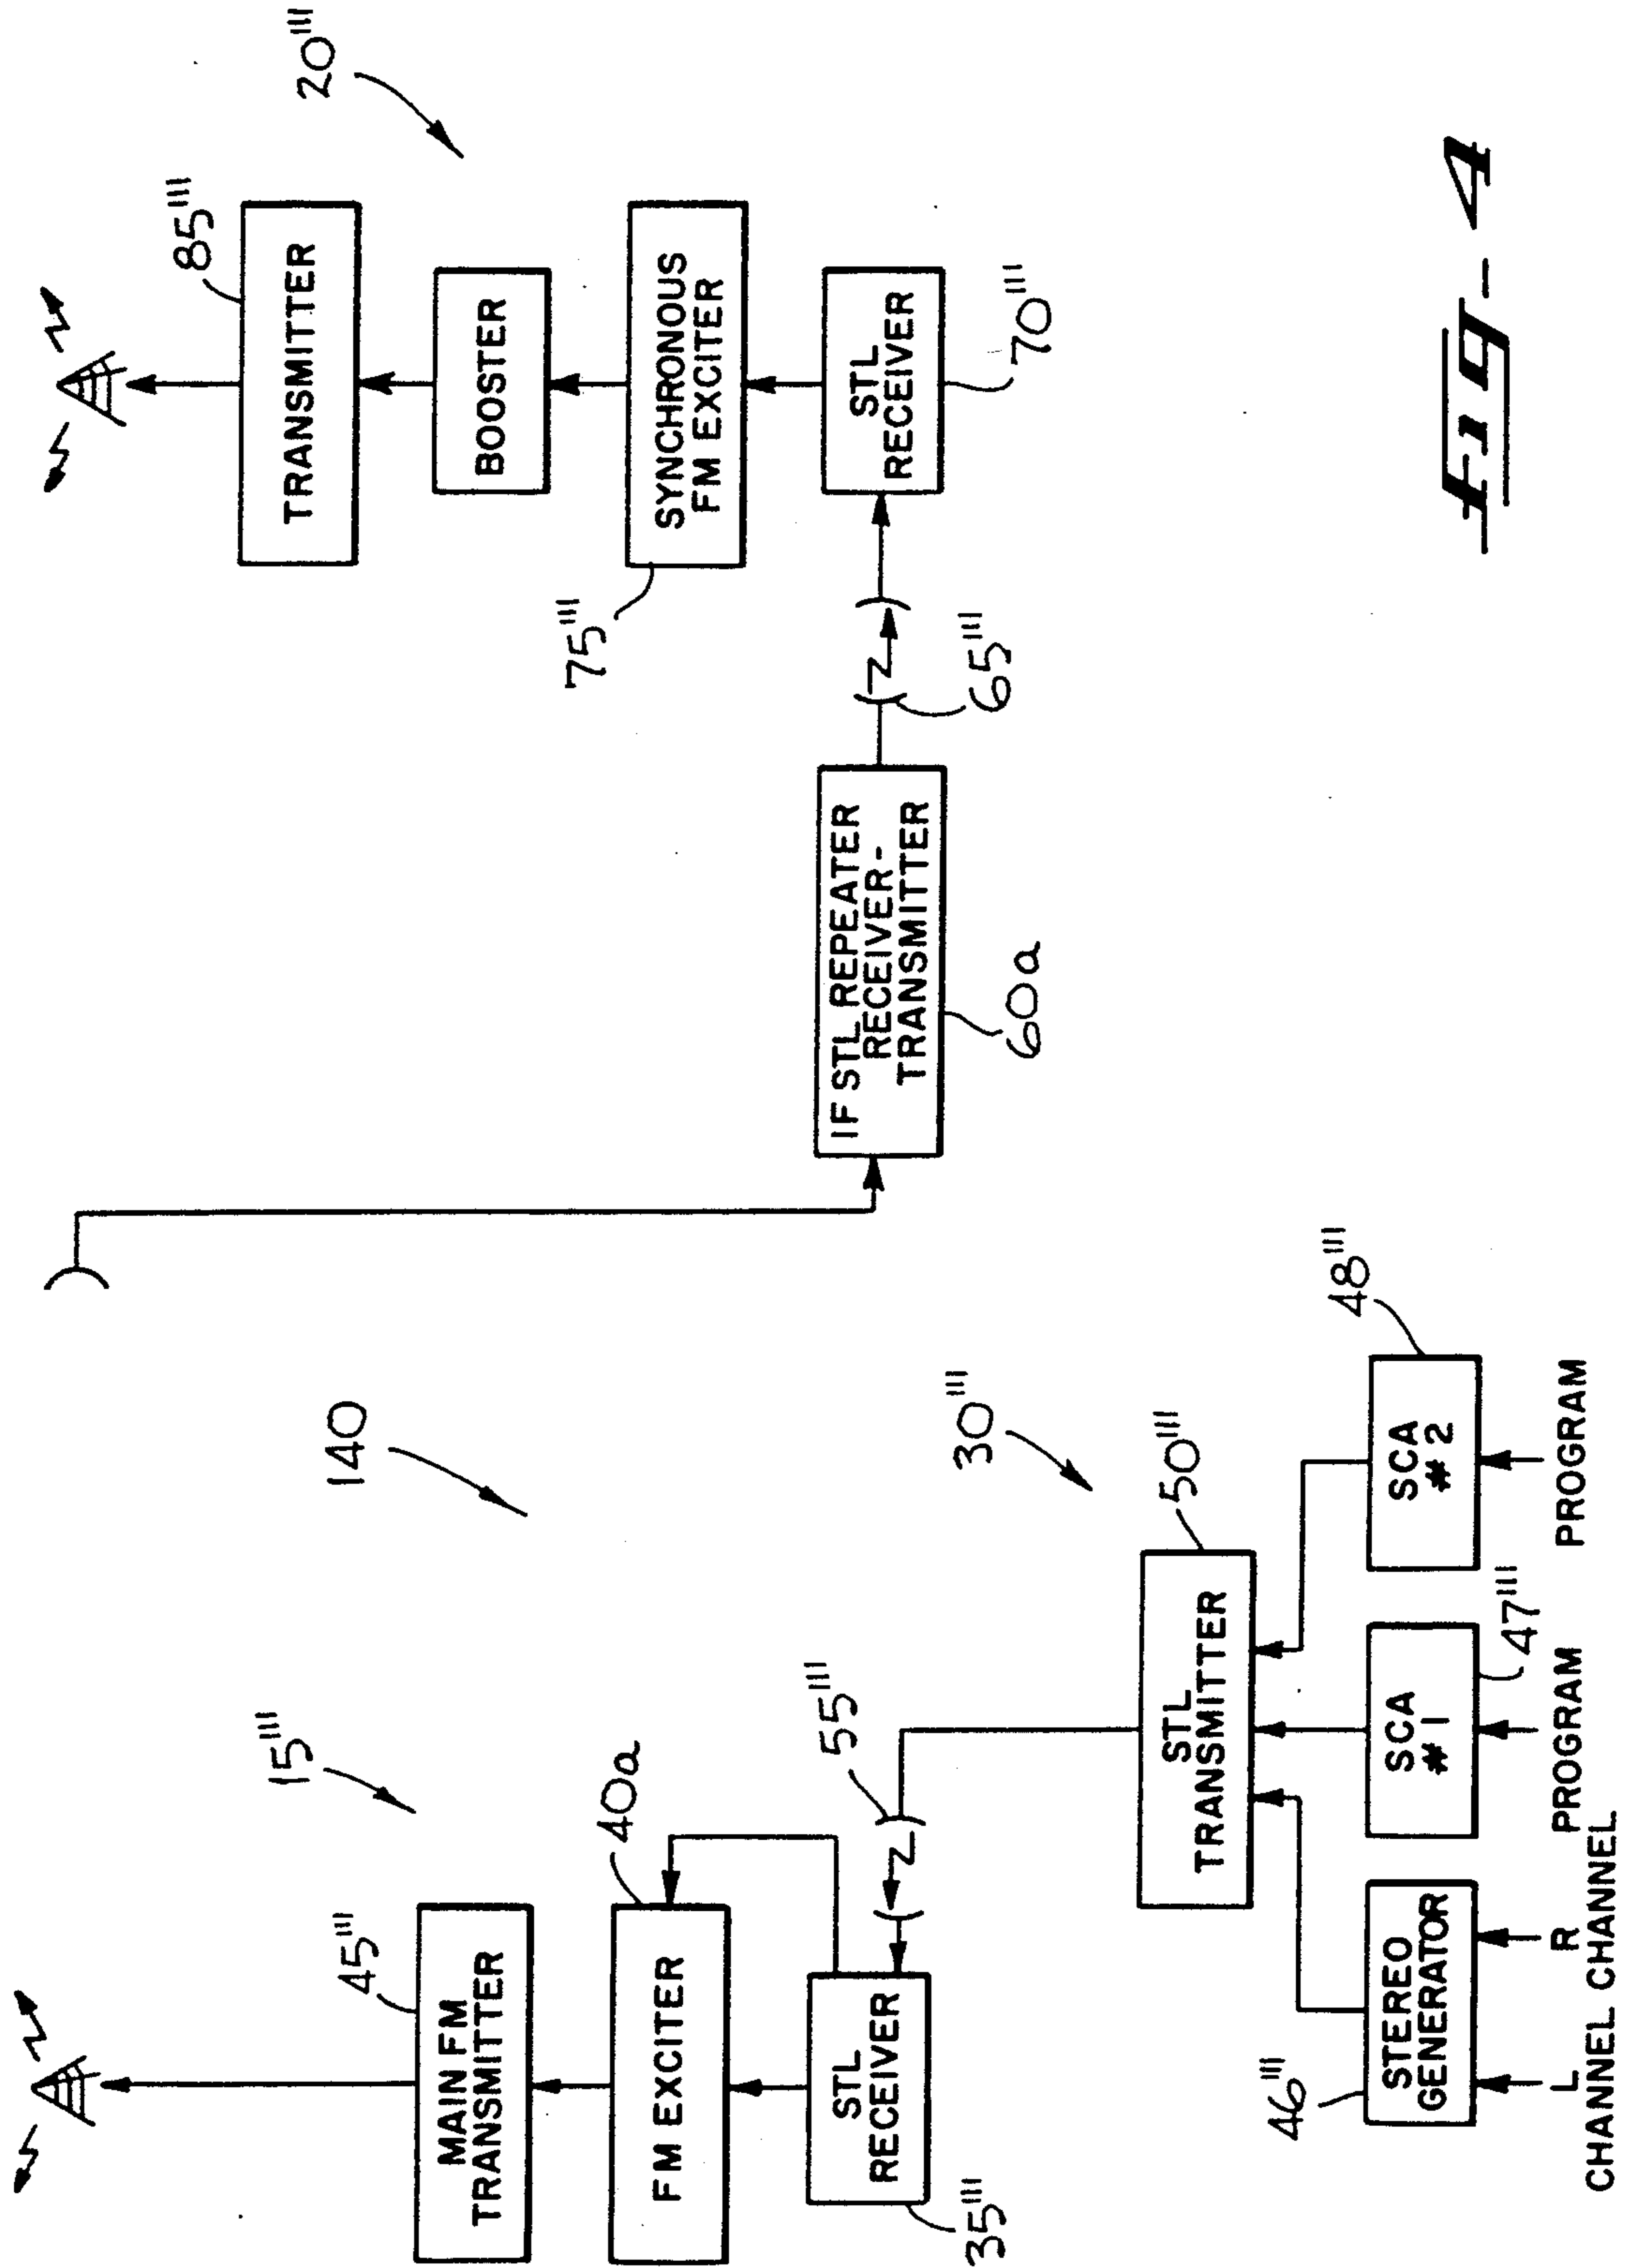 140
15'''
45'''
MAIN FM
TRANSMITTER
40a
FM EXCITER
STL
RECEIVER
35'''
55'''
30'''
50'''
STL
TRANSMITTER
46'''
STEREO
GENERATOR
SCA
#1
47'''
SCA
#2
48'''
L
CHANNEL
R
CHANNEL
PROGRAM
PROGRAM
20'''
85'''
TRANSMITTER
BOOSTER
75'''
SYNCHRONOUS
FM EXCITER
STL
RECEIVER
70'''
65'''
IF STL REPEATER
RECEIVER-
TRANSMITTER
60a
Fig-4